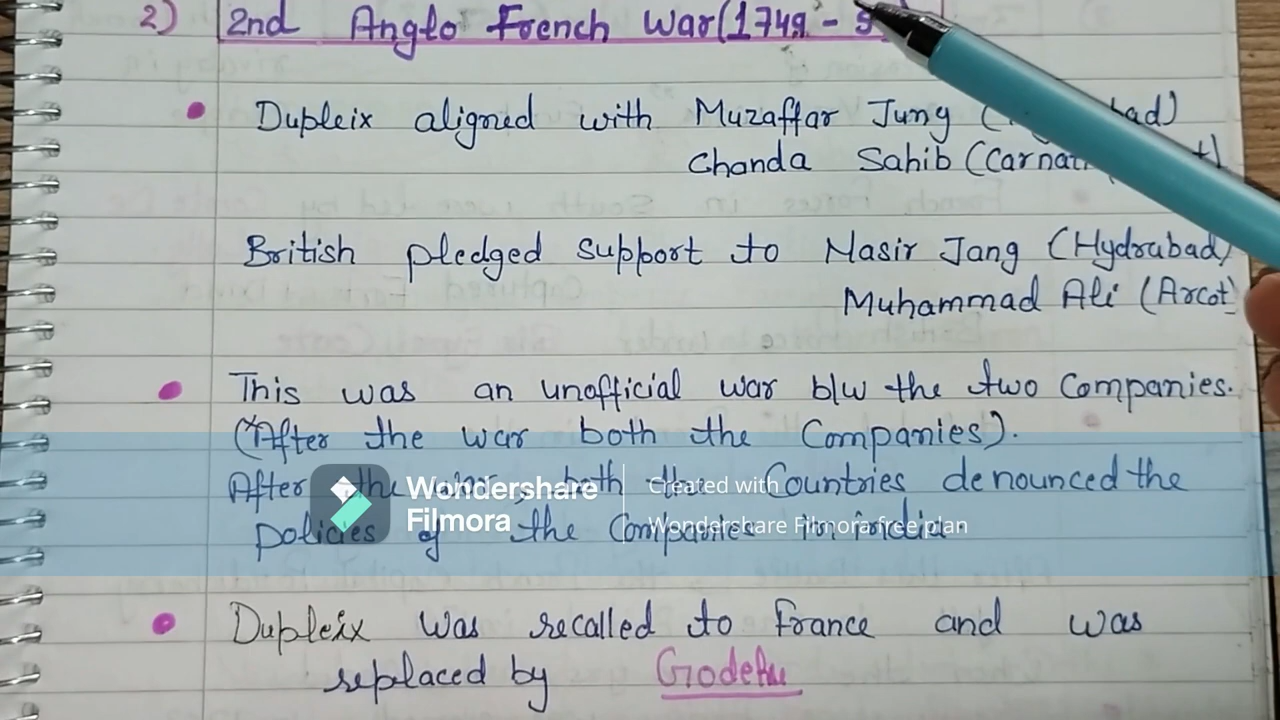 2) 2nd Anglo French War (1749 -
Dupleix aligned with Muzaffar Jung (
Chanda Sahib (
British pledged support to Nasir Jang (Hydrabad)
Muhammad Ali (Arcot)
This was an unofficial war b/w the two Companies.
(*After the war both the Companies).
After the war, both the Countries denounced the
policies of the Companies in india.
Wondershare Filmora
Created with
Wondershare Filmora free plan
Dupleix was recalled to France and was
replaced by Godehu